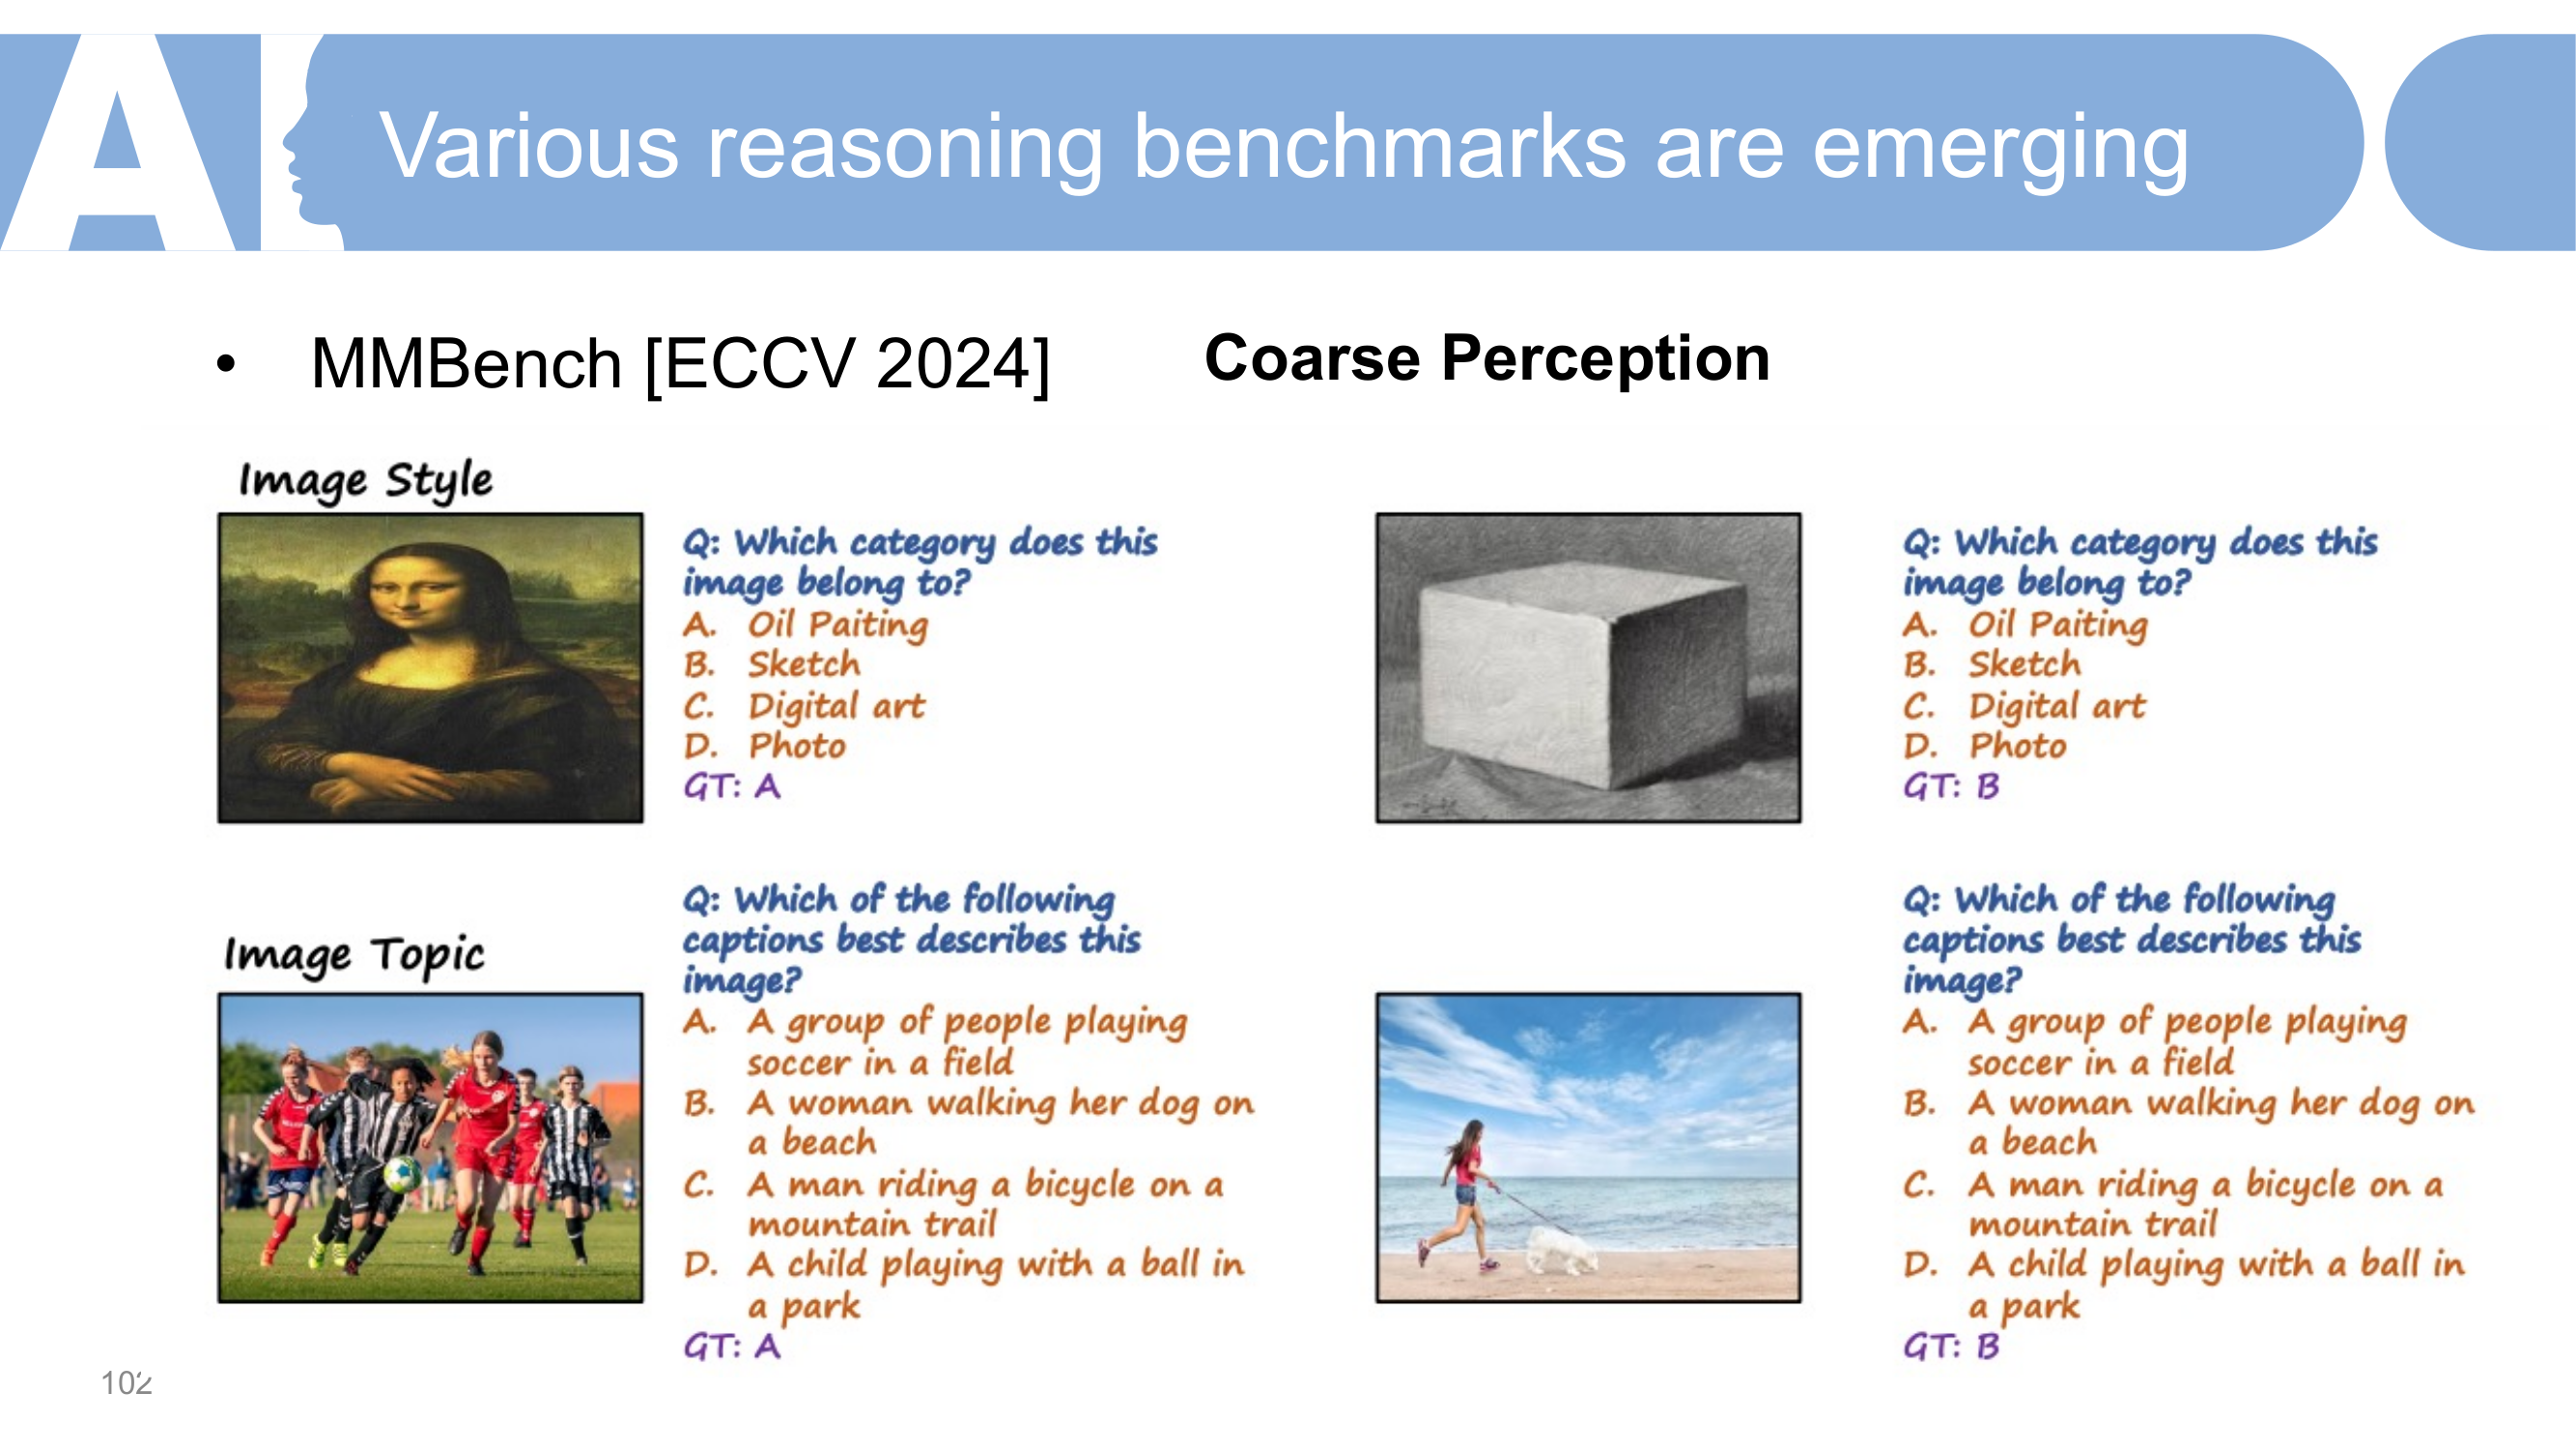 AI
Various reasoning benchmarks are emerging
• MMBench [ECCV 2024]
Coarse Perception
Image Style
Q: Which category does this
image belong to?
A. Oil Paiting
B. Sketch
C. Digital art
D. Photo
GT: A
Q: Which category does this
image belong to?
A. Oil Paiting
B. Sketch
C. Digital art
D. Photo
GT: B
Image Topic
Q: Which of the following
captions best describes this
image?
A. A group of people playing
soccer in a field
B. A woman walking her dog on
a beach
C. A man riding a bicycle on a
mountain trail
D. A child playing with a ball in
a park
GT: A
Q: Which of the following
captions best describes this
image?
A. A group of people playing
soccer in a field
B. A woman walking her dog on
a beach
C. A man riding a bicycle on a
mountain trail
D. A child playing with a ball in
a park
GT: B
102